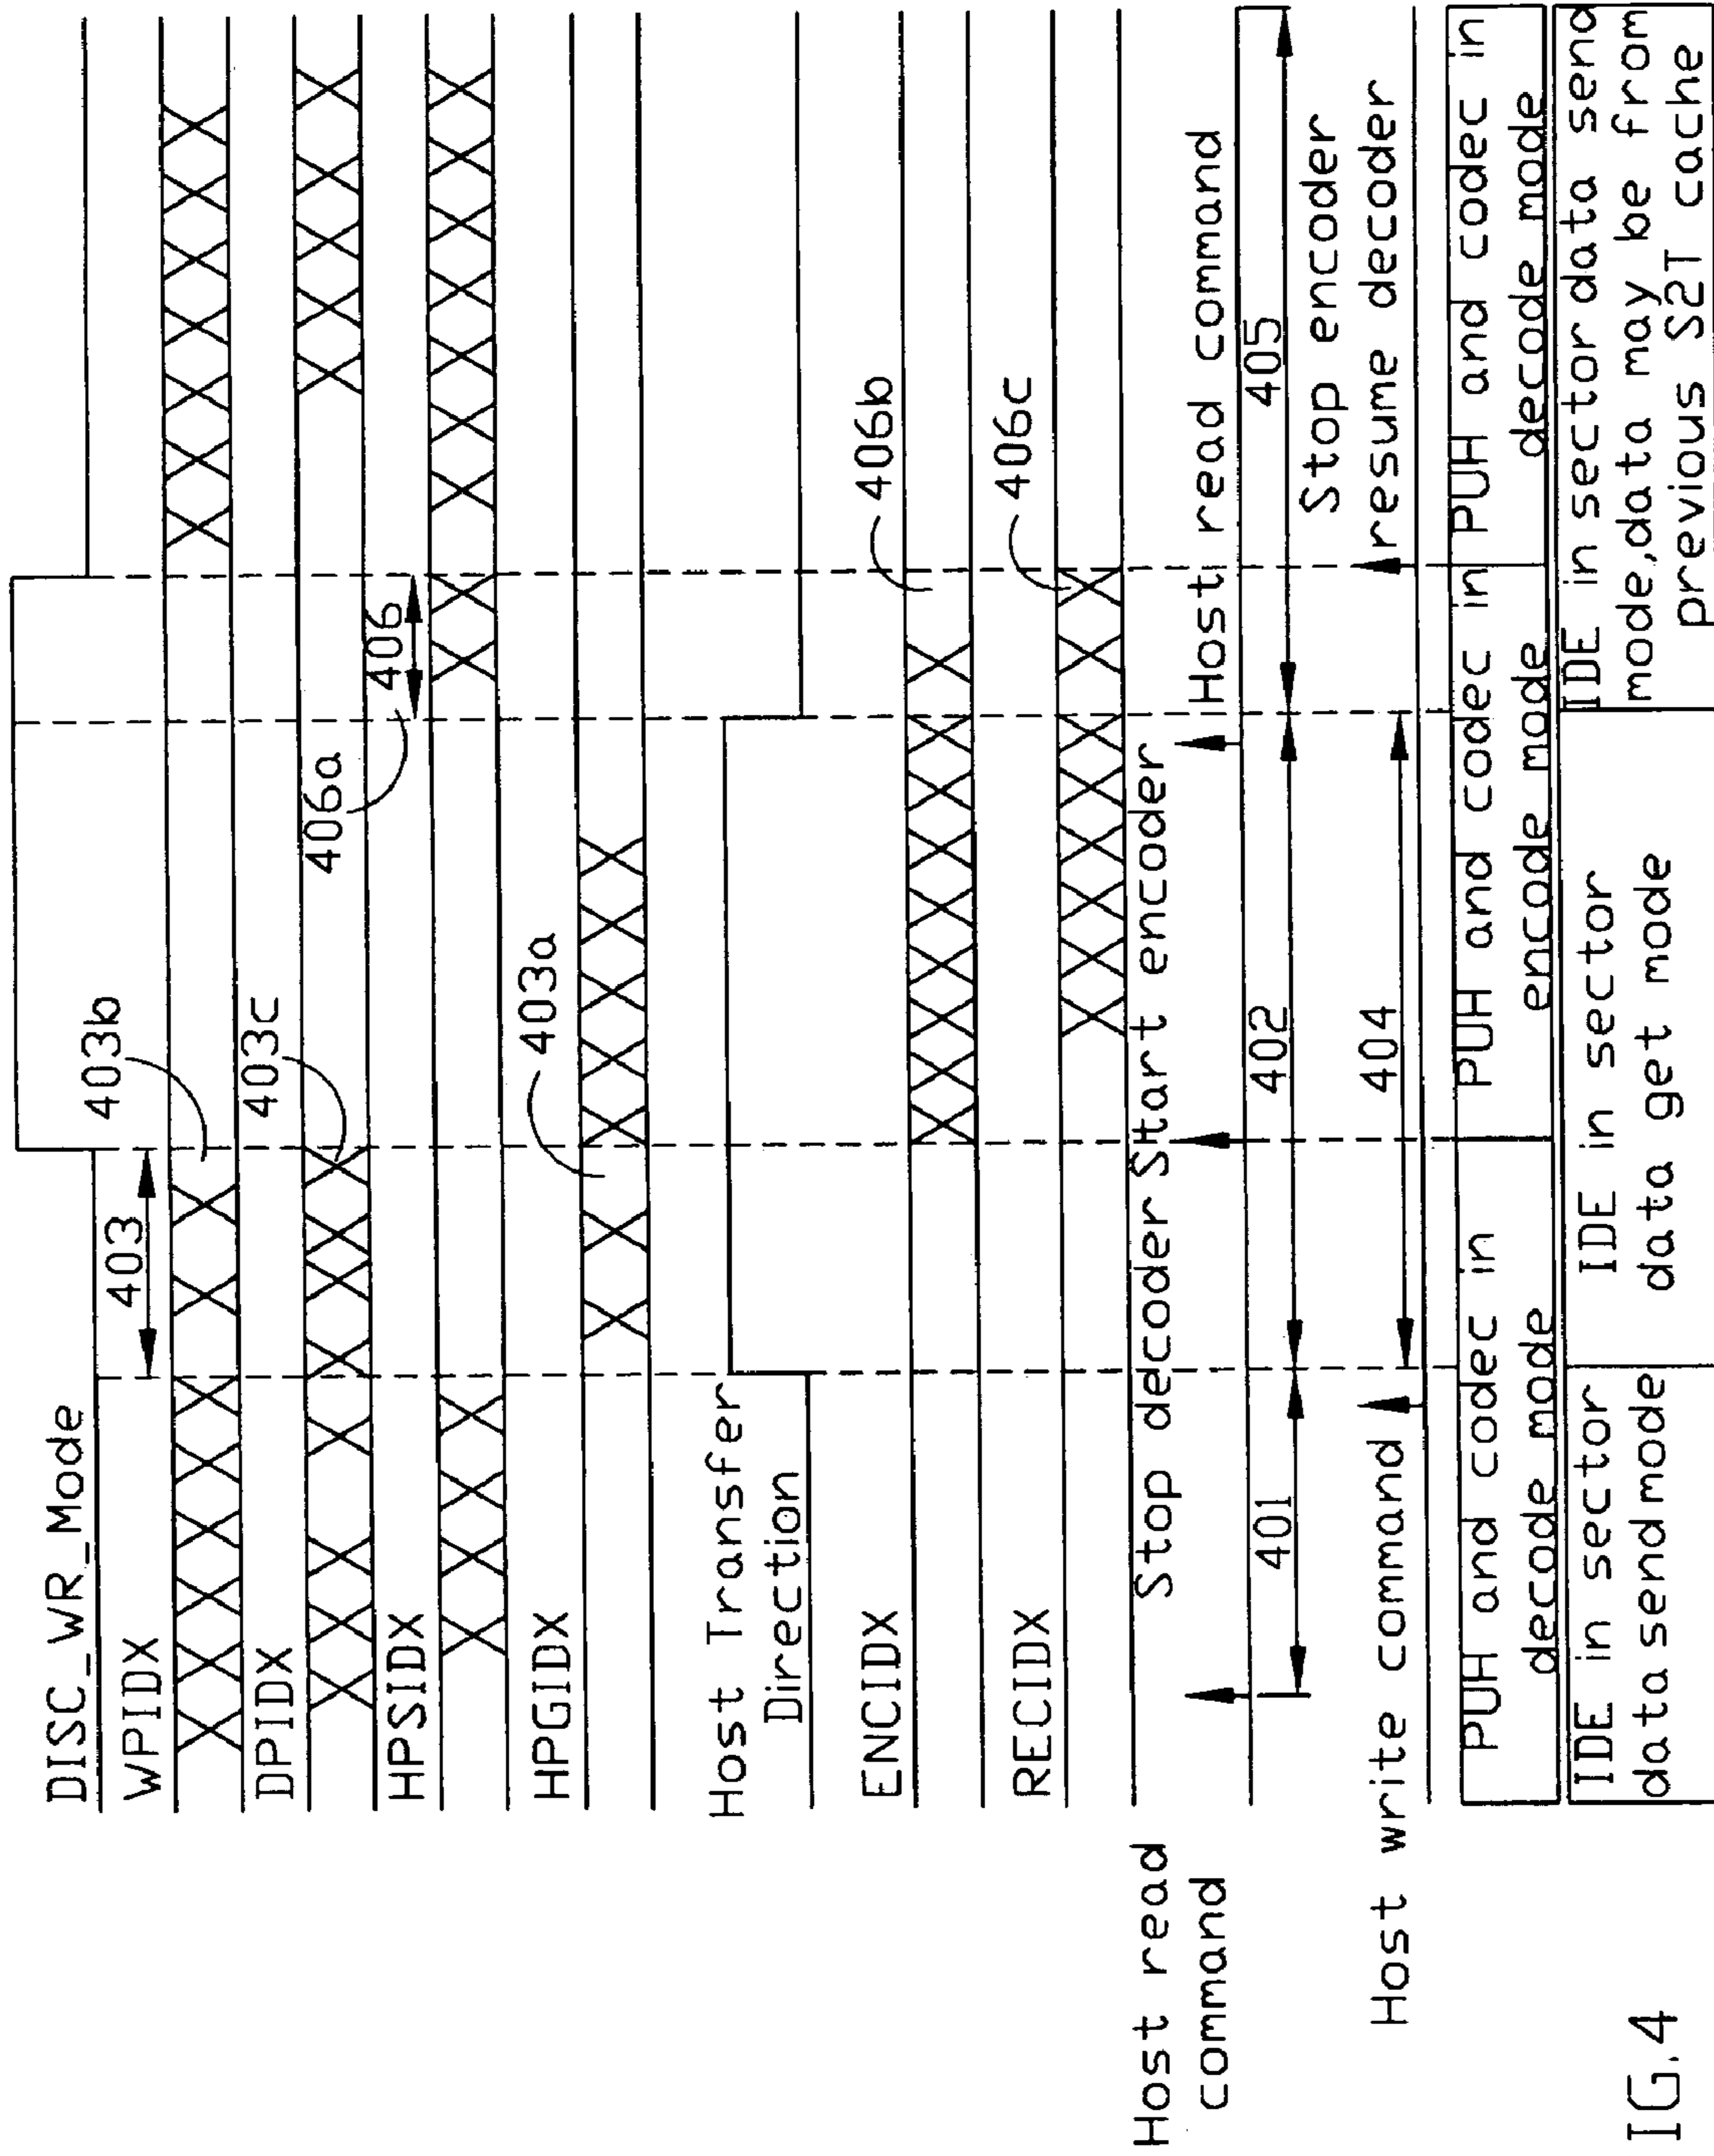 DISC_WR_Mode
403
WPIDX
403b
DPIDX
403c
406
406a
HPSIDX
HPGIDX
403a
Host Transfer
Direction
ENCIDX
406b
RECIDX
406c
Host read
command
Stop decoder
Start encoder
Host read command
401
402
405
Stop encoder
resume decoder
Host write command
404
PUH and codec in
decode mode
PUH and codec in
encode mode
PUH and codec in
decode mode
IDE in sector
data send mode
IDE in sector
data get mode
IDE in sector data send
mode,data may be from
previous S2T cache
IG.4